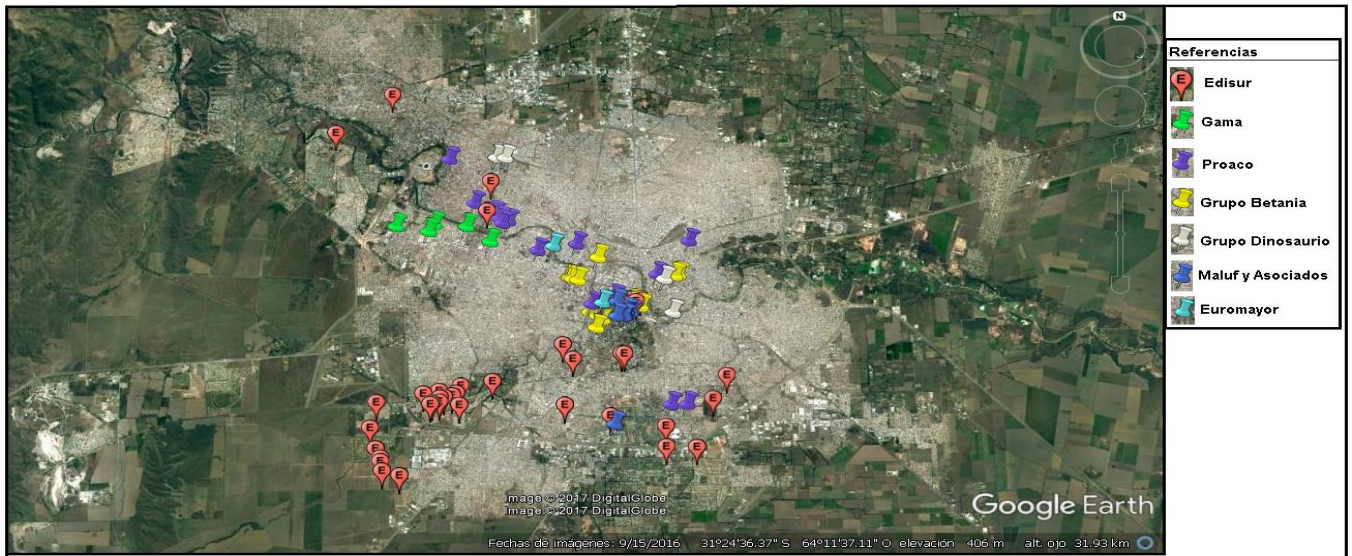 N
Referencias
E Edisur
Gama
Proaco
Grupo Betania
Grupo Dinosaurio
Maluf y Asociados
Euromayor
Image © 2017 DigitalGlobe
Image © 2017 DigitalGlobe
Google Earth
Fechas de imágenes: 9/15/2016 31°24'36.37" S 64°11'37.11" O elevación 406 m alt. ojo 31.93 km